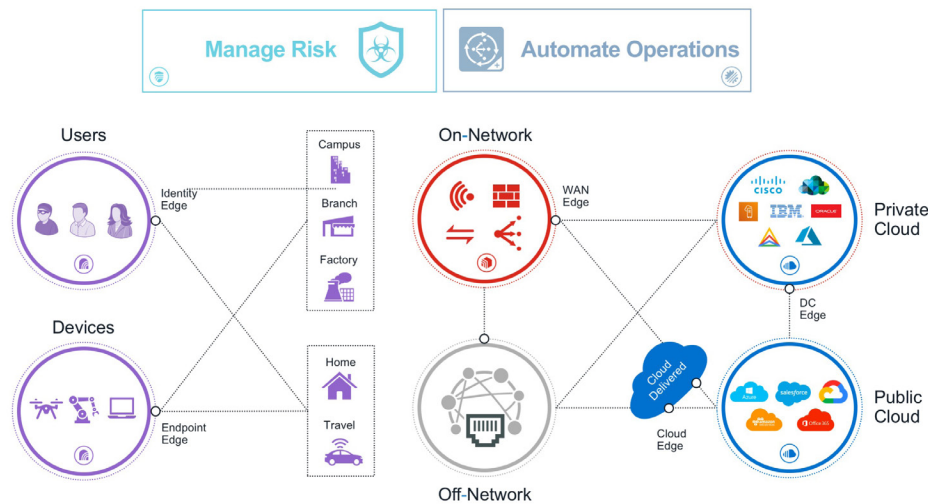 Manage Risk
Automate Operations
Users
Identity
Edge
Campus
Branch
Factory
On-Network
WAN
Edge
CISCO
IBM
ORACLE
Private
Cloud
DC
Edge
Devices
Endpoint
Edge
Home
Travel
Off-Network
Cloud
Delivered
Cloud
Edge
Azure
salesforce
Office 365
Public
Cloud